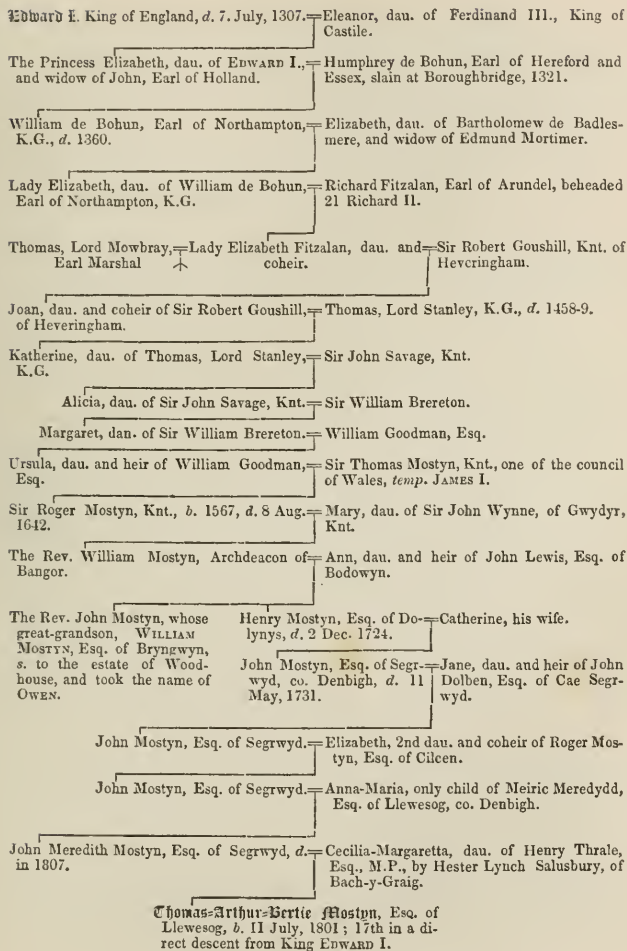 Edward I. King of England, d. 7. July, 1307.
Eleanor, dau. of Ferdinand III., King of
Castile.
The Princess Elizabeth, dau. of EDWARD I.,
and widow of John, Earl of Holland.
Humphrey de Bohun, Earl of Hereford and
Essex, slain at Boroughbridge, 1321.
William de Bohun, Earl of Northampton,
K.G., d. 1360.
Elizabeth, dau. of Bartholomew de Badles-
mere, and widow of Edmund Mortimer.
Lady Elizabeth, dau. of William de Bohun,
Earl of Northampton, K.G.
Richard Fitzalan, Earl of Arundel, beheaded
21 Richard II.
Thomas, Lord Mowbray,
Earl Marshal
Lady Elizabeth Fitzalan, dau. and
coheir.
Sir Robert Goushill, Knt. of
Heveringham.
Joan, dau. and coheir of Sir Robert Goushill,
of Heveringham.
Thomas, Lord Stanley, K.G., d. 1458-9.
Katherine, dau. of Thomas, Lord Stanley,
K.G.
Sir John Savage, Knt.
Alicia, dau. of Sir John Savage, Knt.
Sir William Brereton.
Margaret, dan. of Sir William Brereton.
William Goodman, Esq.
Ursula, dau. and heir of William Goodman,
Esq.
Sir Thomas Mostyn, Knt., one of the council
of Wales, temp. JAMES I.
Sir Roger Mostyn, Knt., b. 1567, d. 8 Aug.
1642.
Mary, dau. of Sir John Wynne, of Gwydyr,
Knt.
The Rev. William Mostyn, Archdeacon of
Bangor.
Ann, dau. and heir of John Lewis, Esq. of
Bodowyn.
The Rev. John Mostyn, whose
great-grandson, WILLIAM
MOSTYN, Esq. of Bryngwyn,
s. to the estate of Wood-
house, and took the name of
OWEN.
Henry Mostyn, Esq. of Do-
lynys, d. 2 Dec. 1724.
Catherine, his wife.
John Mostyn, Esq. of Segr-
wyd, co. Denbigh, d. 11
May, 1731.
Jane, dau. and heir of John
Dolben, Esq. of Cae Segr-
wyd.
John Mostyn, Esq. of Segrwyd.
Elizabeth, 2nd dau. and coheir of Roger Mos-
tyn, Esq. of Cilcen.
John Mostyn, Esq. of Segrwyd.
Anna-Maria, only child of Meiric Meredydd,
Esq. of Llewesog, co. Denbigh.
John Meredith Mostyn, Esq. of Segrwyd, d.
in 1807.
Cecilia-Margaretta, dau. of Henry Thrale,
Esq., M.P., by Hester Lynch Salusbury, of
Bach-y-Graig.
Thomas-Arthur-Bertie Mostyn, Esq. of
Llewesog, b. 11 July, 1801; 17th in a di-
rect descent from King EDWARD I.